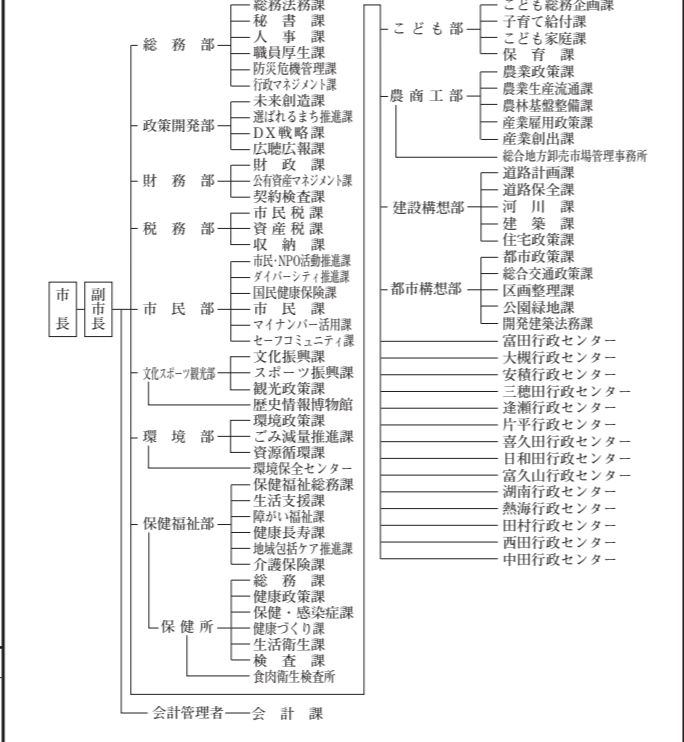 市長
副市長
総務部
総務法務課
秘書課
人事課
職員厚生課
防災危機管理課
行政マネジメント課
政策開発部
未来創造課
選ばれるまち推進課
DX戦略課
広聴広報課
財務部
財政課
公有資産マネジメント課
契約検査課
税務部
市民税課
資産税課
収納課
市民部
市民・NPO活動推進課
ダイバーシティ推進課
国民健康保険課
市民課
マイナンバー活用課
セーフコミュニティ課
文化スポーツ観光部
文化振興課
スポーツ振興課
観光政策課
歴史情報博物館
環境部
環境政策課
ごみ減量推進課
資源循環課
環境保全センター
保健福祉部
保健福祉総務課
生活支援課
障がい福祉課
健康長寿課
地域包括ケア推進課
介護保険課
保健所
総務課
健康政策課
保健・感染症課
健康づくり課
生活衛生課
検査課
食肉衛生検査所
会計管理者
会計課
こども部
こども総務企画課
子育て給付課
こども家庭課
保育課
農商工部
農業政策課
農業生産流通課
農林基盤整備課
産業雇用政策課
産業創出課
総合地方卸売市場管理事務所
建設構想部
道路計画課
道路保全課
河川課
建築課
住宅政策課
都市構想部
都市政策課
総合交通政策課
区画整理課
公園緑地課
開発建築法務課
富田行政センター
大槻行政センター
安積行政センター
三穂田行政センター
逢瀬行政センター
片平行政センター
喜久田行政センター
日和田行政センター
富久山行政センター
湖南行政センター
熱海行政センター
田村行政センター
西田行政センター
中田行政センター